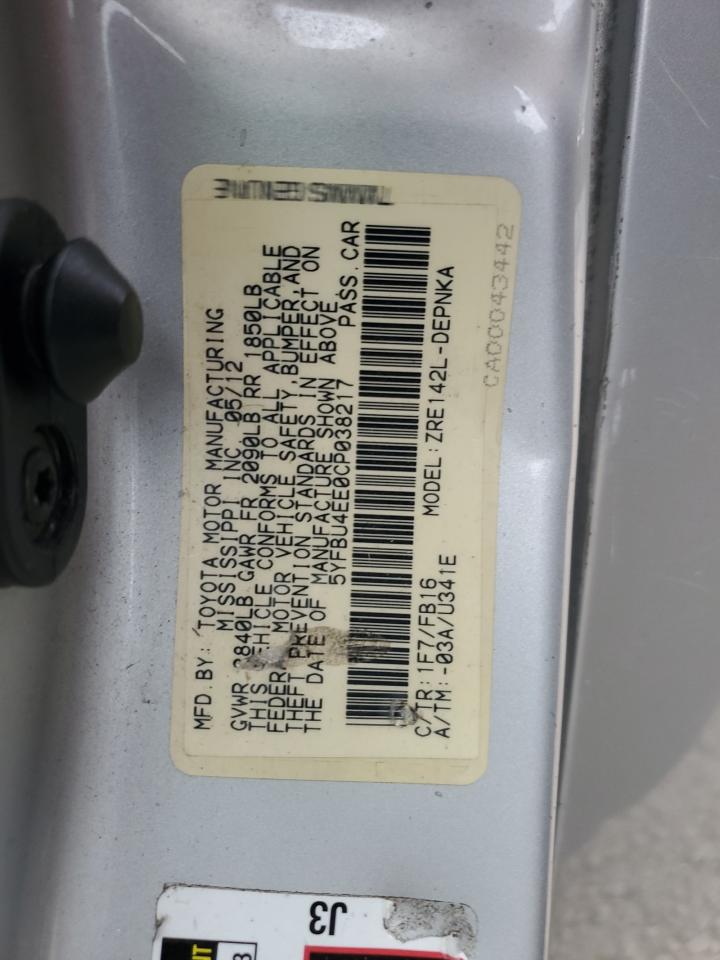 MFD.BY: TOYOTA MOTOR MANUFACTURING
MISSISSIPPI INC. 05/12
GVWR 3840LB GAWR FR 2090LB RR 1850LB
THIS VEHICLE CONFORMS TO ALL APPLICABLE
FEDERAL MOTOR VEHICLE SAFETY,BUMPER,AND
THEFT PREVENTION STANDARDS IN EFFECT ON
THE DATE OF MANUFACTURE SHOWN ABOVE
5YFBU4EE0CP038217 PASS.CAR
C/TR:1F7/FB16 MODEL:ZRE142L-DEPNKA
A/TM:-03A/U341E
CA00043442
J3